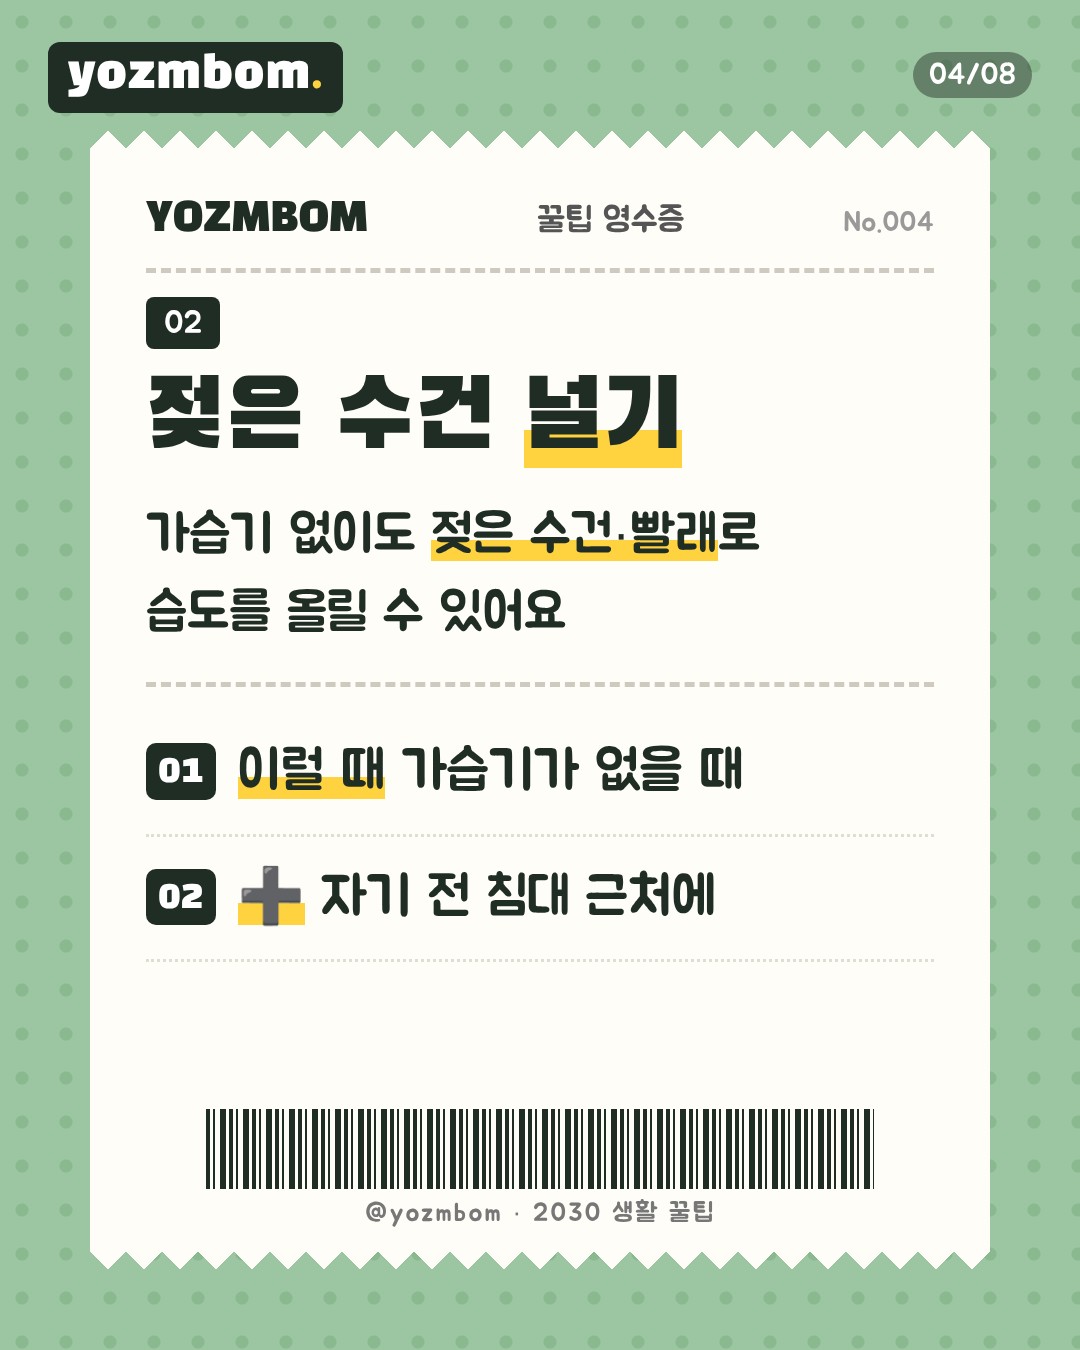 yozmbom.
04/08
YOZMBOM 꿀팁 영수증 No.004
02
젖은 수건 널기
가습기 없이도 젖은 수건·빨래로
습도를 올릴 수 있어요
01 이럴 때 가습기가 없을 때
02 ➕ 자기 전 침대 근처에
@yozmbom · 2030 생활 꿀팁